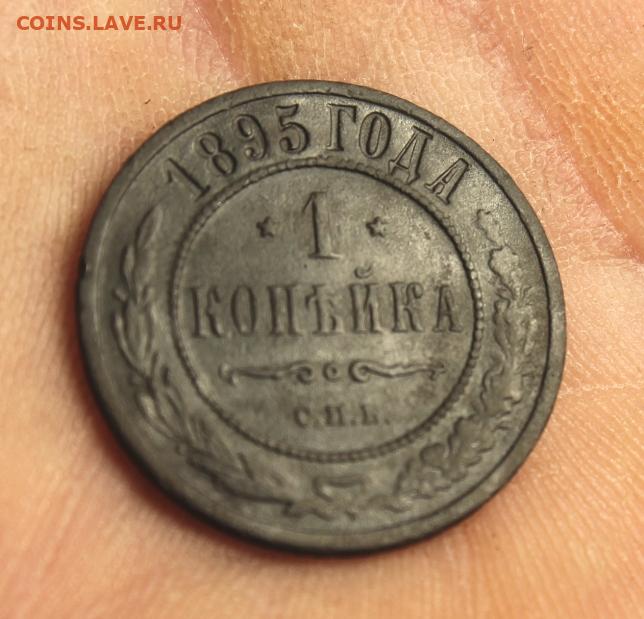 COINS.LAVE.RU
1895 ГОДА
1
КОПѢЙКА
С.П.Б.